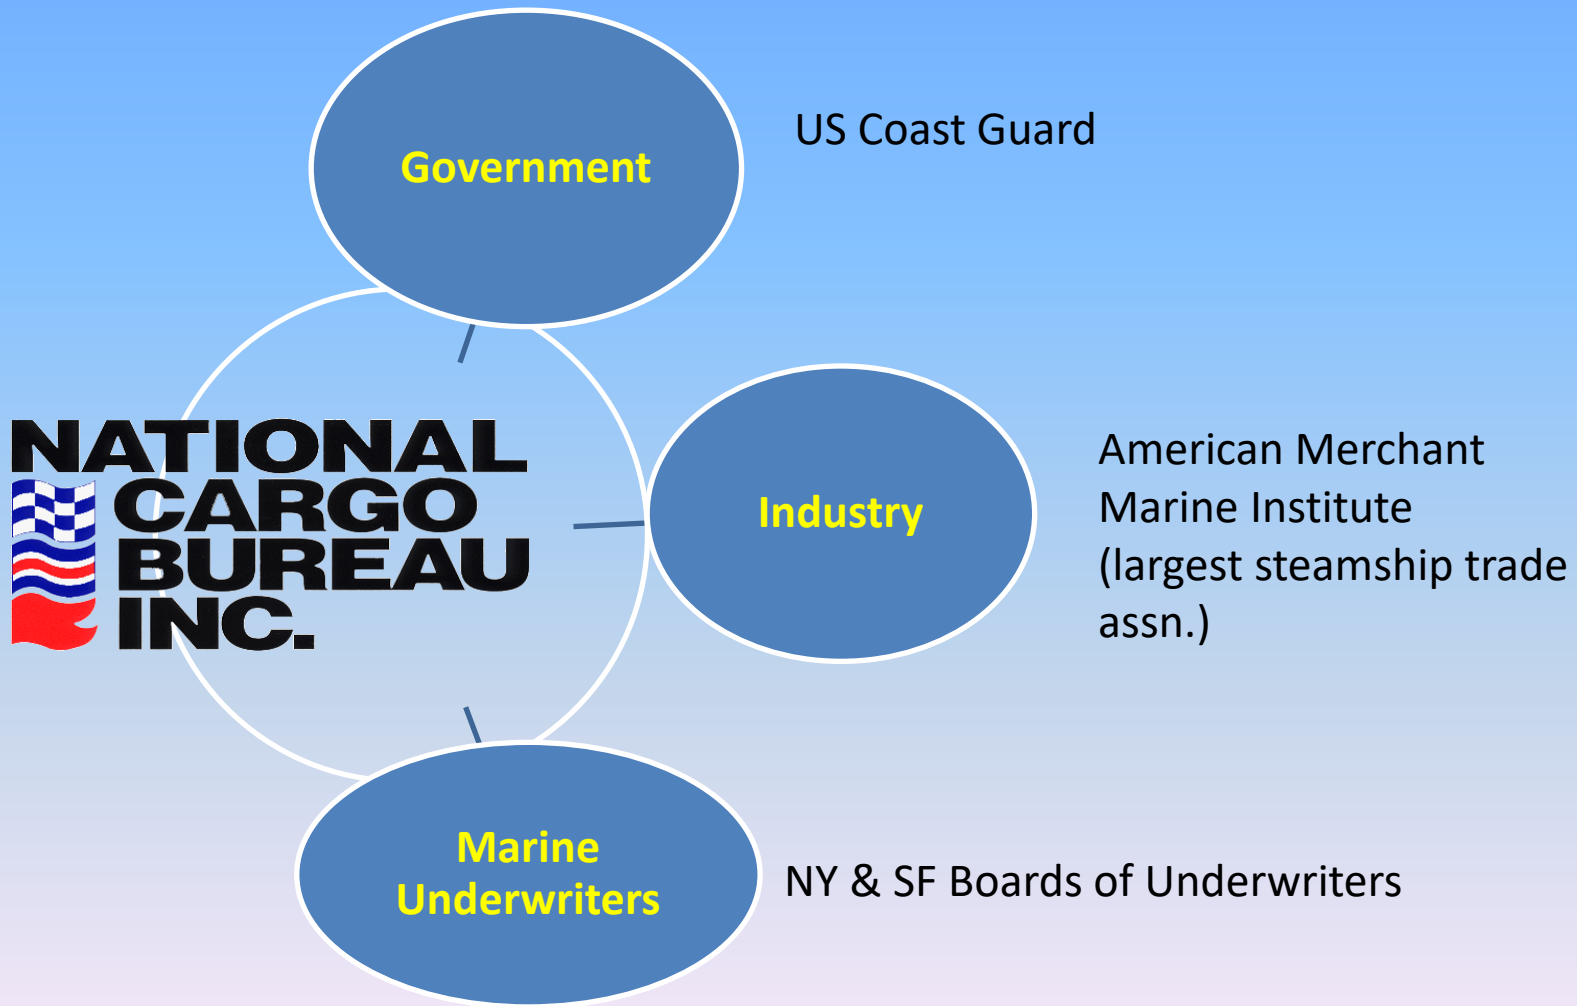 Government
US Coast Guard
NATIONAL
CARGO
BUREAU
INC.
Industry
American Merchant
Marine Institute
(largest steamship trade
assn.)
Marine
Underwriters
NY & SF Boards of Underwriters